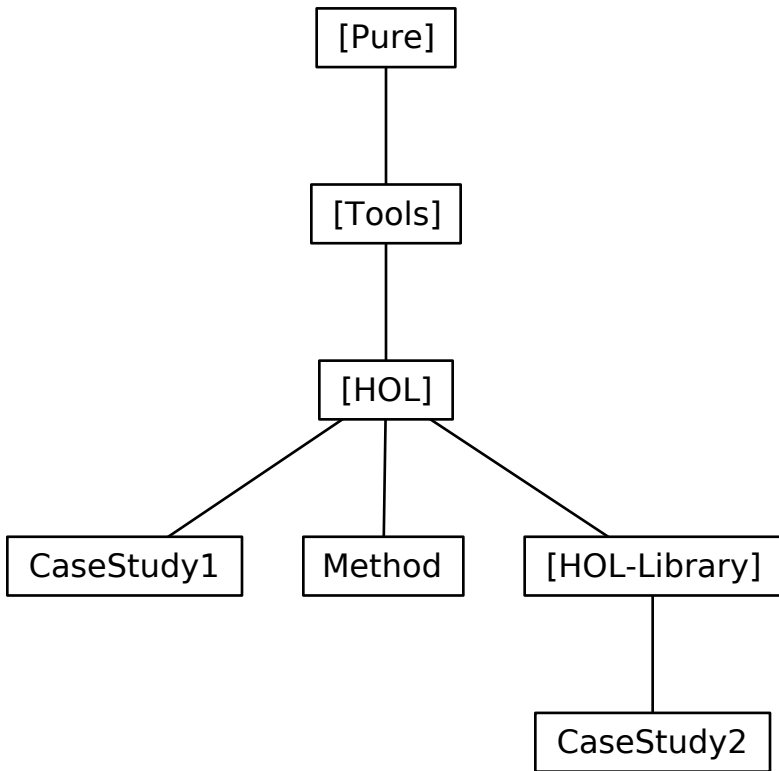 [Pure]
[Tools]
[HOL]
CaseStudy1
Method
[HOL-Library]
CaseStudy2